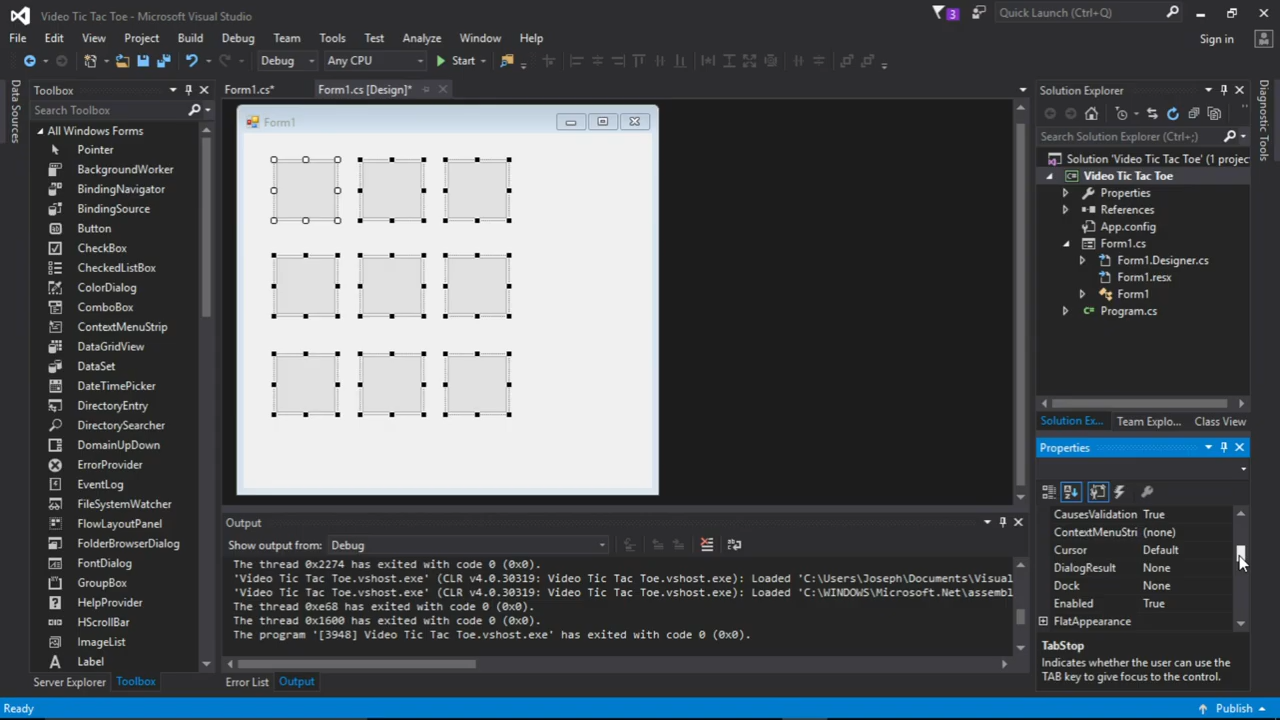 Video Tic Tac Toe - Microsoft Visual Studio
3
Quick Launch (Ctrl+Q)
File Edit View Project Build Debug Team Tools Test Analyze Window Help
Sign in
Debug Any CPU Start
Data Sources
Toolbox
Search Toolbox
All Windows Forms
Pointer
BackgroundWorker
BindingNavigator
BindingSource
Button
CheckBox
CheckedListBox
ColorDialog
ComboBox
ContextMenuStrip
DataGridView
DataSet
DateTimePicker
DirectoryEntry
DirectorySearcher
DomainUpDown
ErrorProvider
EventLog
FileSystemWatcher
FlowLayoutPanel
FolderBrowserDialog
FontDialog
GroupBox
HelpProvider
HScrollBar
ImageList
Label
Server Explorer Toolbox
Form1.cs* Form1.cs [Design]*
Form1
Output
Show output from: Debug
The thread 0x2274 has exited with code 0 (0x0).
'Video Tic Tac Toe.vshost.exe' (CLR v4.0.30319: Video Tic Tac Toe.vshost.exe): Loaded 'C:\Users\Joseph\Documents\Visual
'Video Tic Tac Toe.vshost.exe' (CLR v4.0.30319: Video Tic Tac Toe.vshost.exe): Loaded 'C:\WINDOWS\Microsoft.Net\assembl
The thread 0xe68 has exited with code 0 (0x0).
The thread 0x1600 has exited with code 0 (0x0).
The program '[3948] Video Tic Tac Toe.vshost.exe' has exited with code 0 (0x0).
Error List Output
Solution Explorer
Search Solution Explorer (Ctrl+;)
Solution 'Video Tic Tac Toe' (1 projec
Video Tic Tac Toe
Properties
References
App.config
Form1.cs
Form1.Designer.cs
Form1.resx
Form1
Program.cs
Solution Ex... Team Explo... Class View
Diagnostic Tools
Properties
CausesValidation True
ContextMenuStri (none)
Cursor Default
DialogResult None
Dock None
Enabled True
FlatAppearance
TabStop
Indicates whether the user can use the
TAB key to give focus to the control.
Ready
Publish